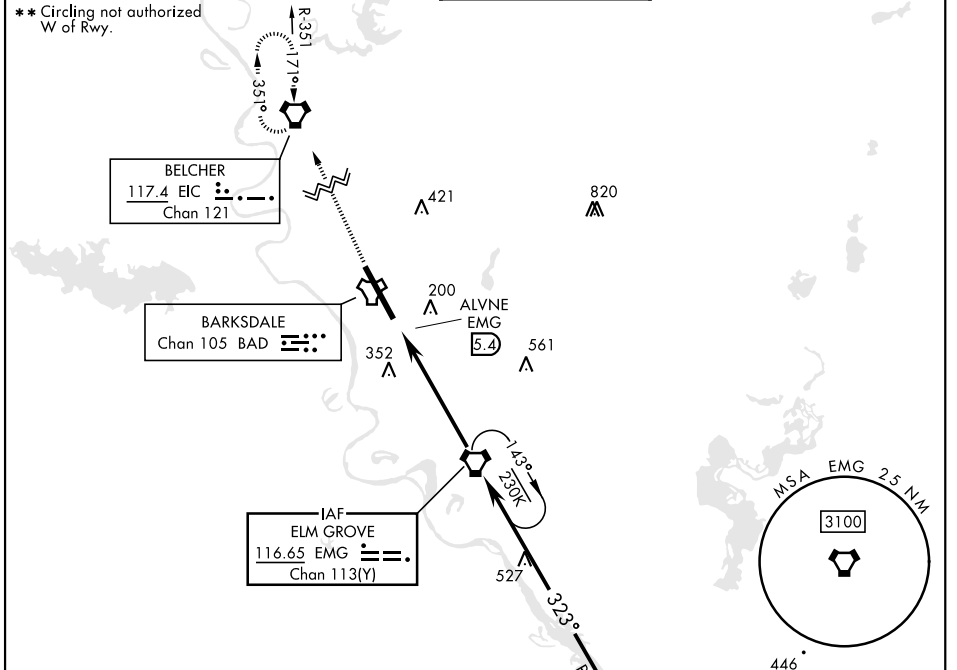 ** Circling not authorized
W of Rwy.
R-351
171°
351°
BELCHER
117.4 EIC
Chan 121
421
820
BARKSDALE
Chan 105 BAD
200
ALVNE
EMG
5.4
352
561
143°
230K
IAF
ELM GROVE
116.65 EMG
Chan 113(Y)
527
323°
MSA EMG 25 NM
3100
446